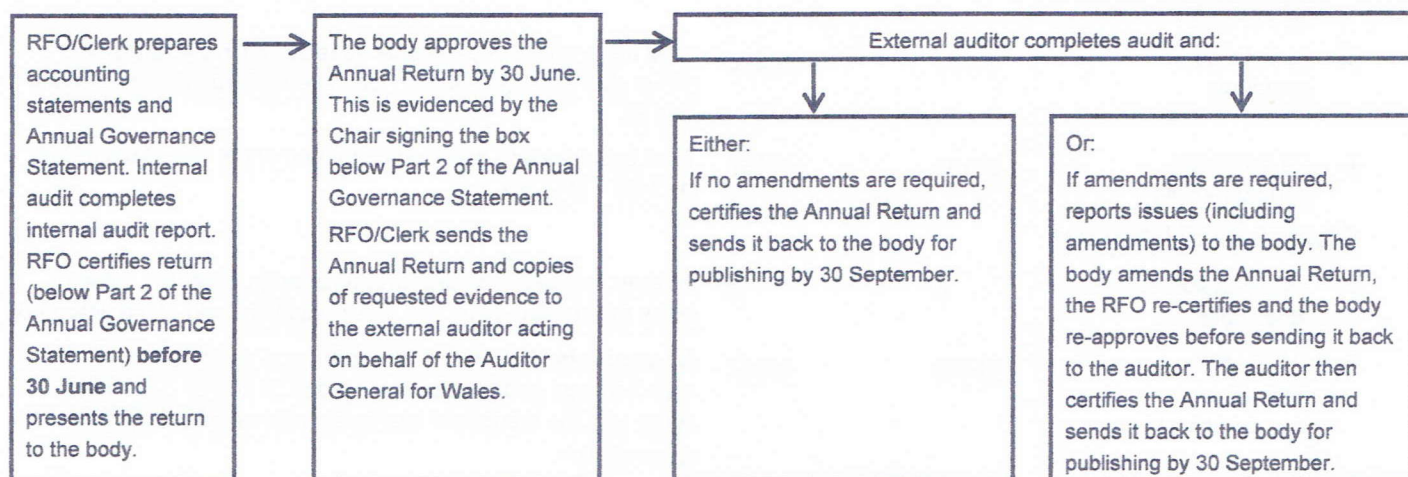 RFO/Clerk prepares
accounting
statements and
Annual Governance
Statement. Internal
audit completes
internal audit report.
RFO certifies return
(below Part 2 of the
Annual Governance
Statement) before
30 June and
presents the return
to the body.
The body approves the
Annual Return by 30 June.
This is evidenced by the
Chair signing the box
below Part 2 of the Annual
Governance Statement.
RFO/Clerk sends the
Annual Return and copies
of requested evidence to
the external auditor acting
on behalf of the Auditor
General for Wales.
External auditor completes audit and:
Either:
If no amendments are required,
certifies the Annual Return and
sends it back to the body for
publishing by 30 September.
Or:
If amendments are required,
reports issues (including
amendments) to the body. The
body amends the Annual Return,
the RFO re-certifies and the body
re-approves before sending it back
to the auditor. The auditor then
certifies the Annual Return and
sends it back to the body for
publishing by 30 September.